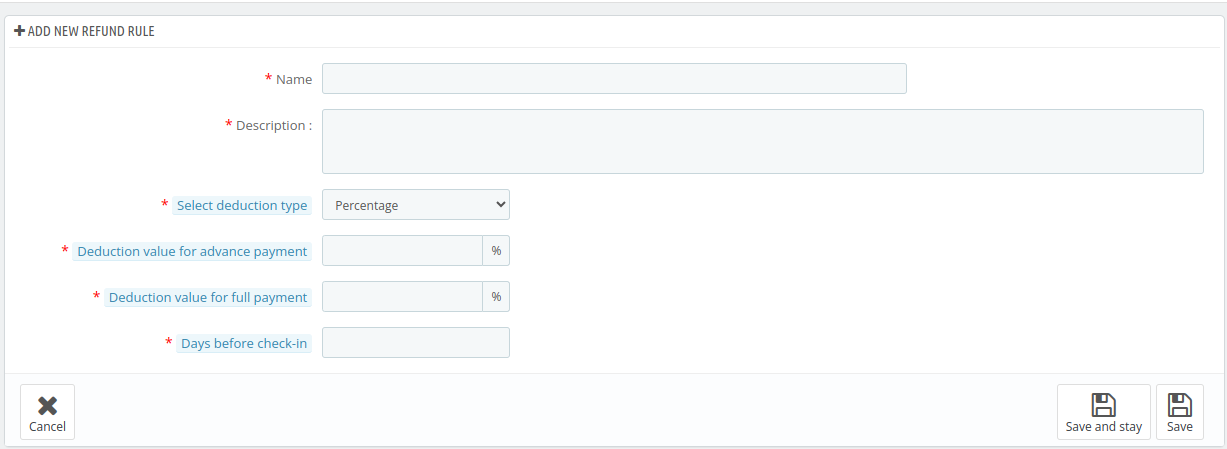 ADD NEW REFUND RULE
* Name
* Description :
* Select deduction type Percentage
* Deduction value for advance payment %
* Deduction value for full payment %
* Days before check-in
Cancel Save and stay Save